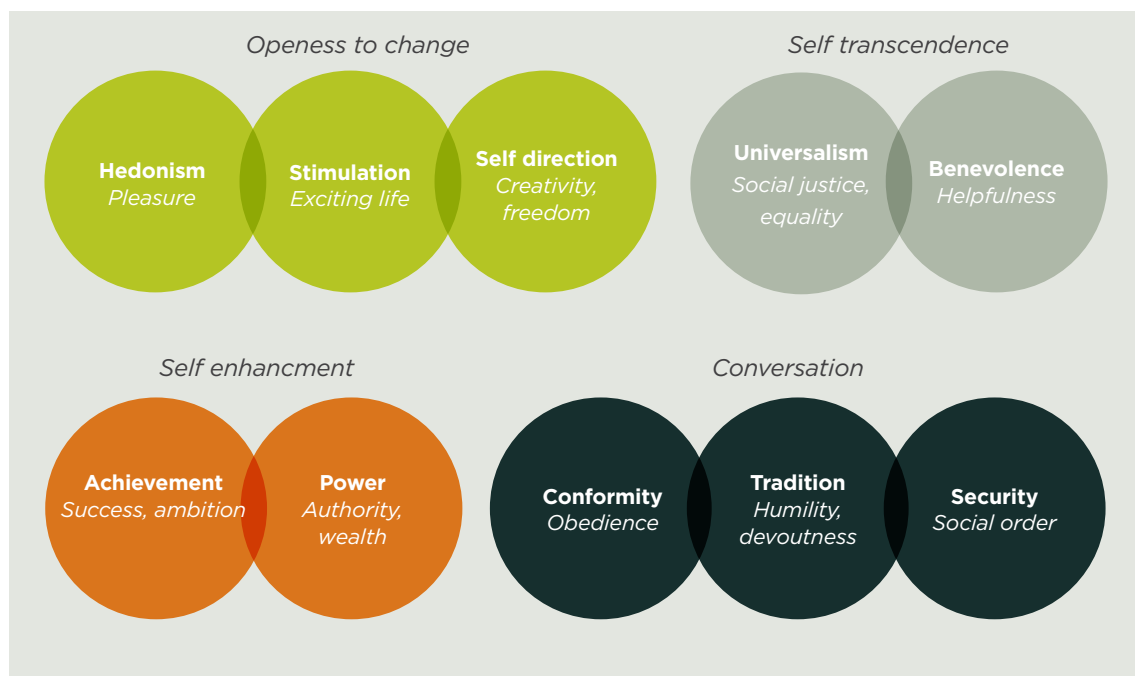 Openess to change
Hedonism
Pleasure
Stimulation
Exciting life
Self direction
Creativity,
freedom
Self transcendence
Universalism
Social justice,
equality
Benevolence
Helpfulness
Self enhancment
Achievement
Success, ambition
Power
Authority,
wealth
Conversation
Conformity
Obedience
Tradition
Humility,
devoutness
Security
Social order